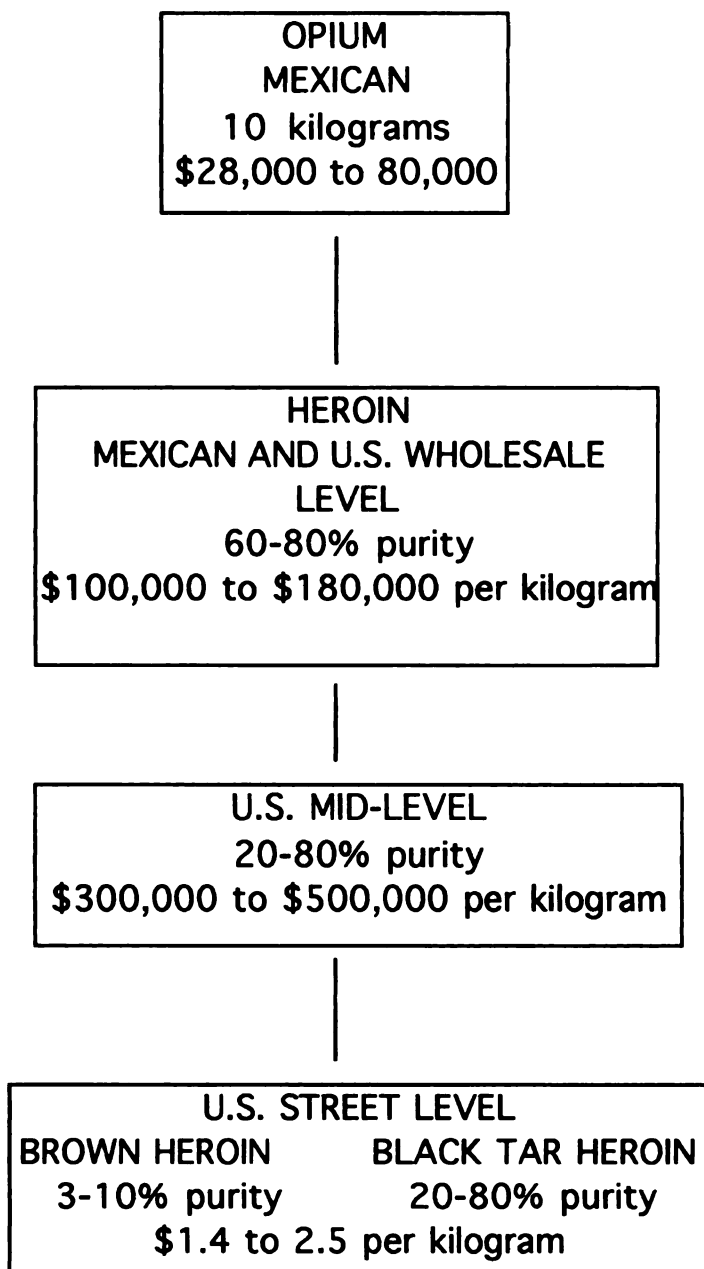 OPIUM
MEXICAN
10 kilograms
$28,000 to 80,000
HEROIN
MEXICAN AND U.S. WHOLESALE
LEVEL
60-80% purity
$100,000 to $180,000 per kilogram
U.S. MID-LEVEL
20-80% purity
$300,000 to $500,000 per kilogram
U.S. STREET LEVEL
BROWN HEROIN BLACK TAR HEROIN
3-10% purity 20-80% purity
$1.4 to 2.5 per kilogram